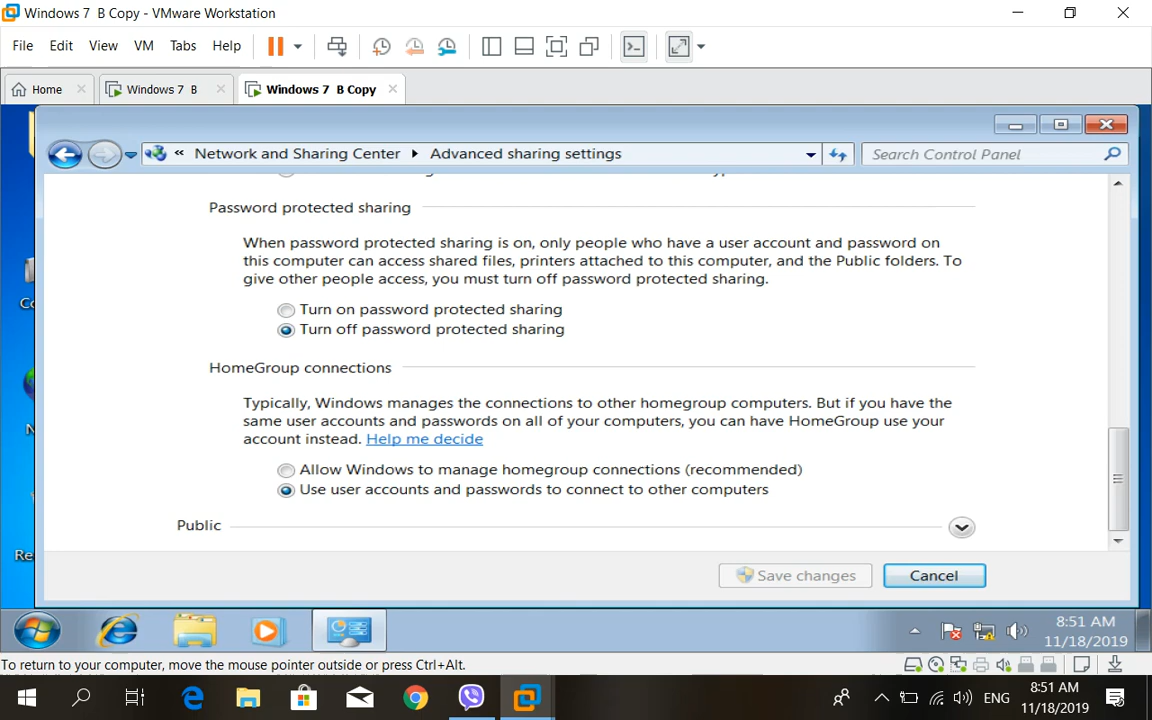 Windows 7 B Copy - VMware Workstation
File Edit View VM Tabs Help
Home Windows 7 B Windows 7 B Copy
« Network and Sharing Center Advanced sharing settings Search Control Panel
Password protected sharing
When password protected sharing is on, only people who have a user account and password on
this computer can access shared files, printers attached to this computer, and the Public folders. To
give other people access, you must turn off password protected sharing.
Turn on password protected sharing
Turn off password protected sharing
HomeGroup connections
Typically, Windows manages the connections to other homegroup computers. But if you have the
same user accounts and passwords on all of your computers, you can have HomeGroup use your
account instead. Help me decide
Allow Windows to manage homegroup connections (recommended)
Use user accounts and passwords to connect to other computers
Public
Re
Save changes Cancel
8:51 AM
11/18/2019
To return to your computer, move the mouse pointer outside or press Ctrl+Alt.
ENG
8:51 AM
11/18/2019